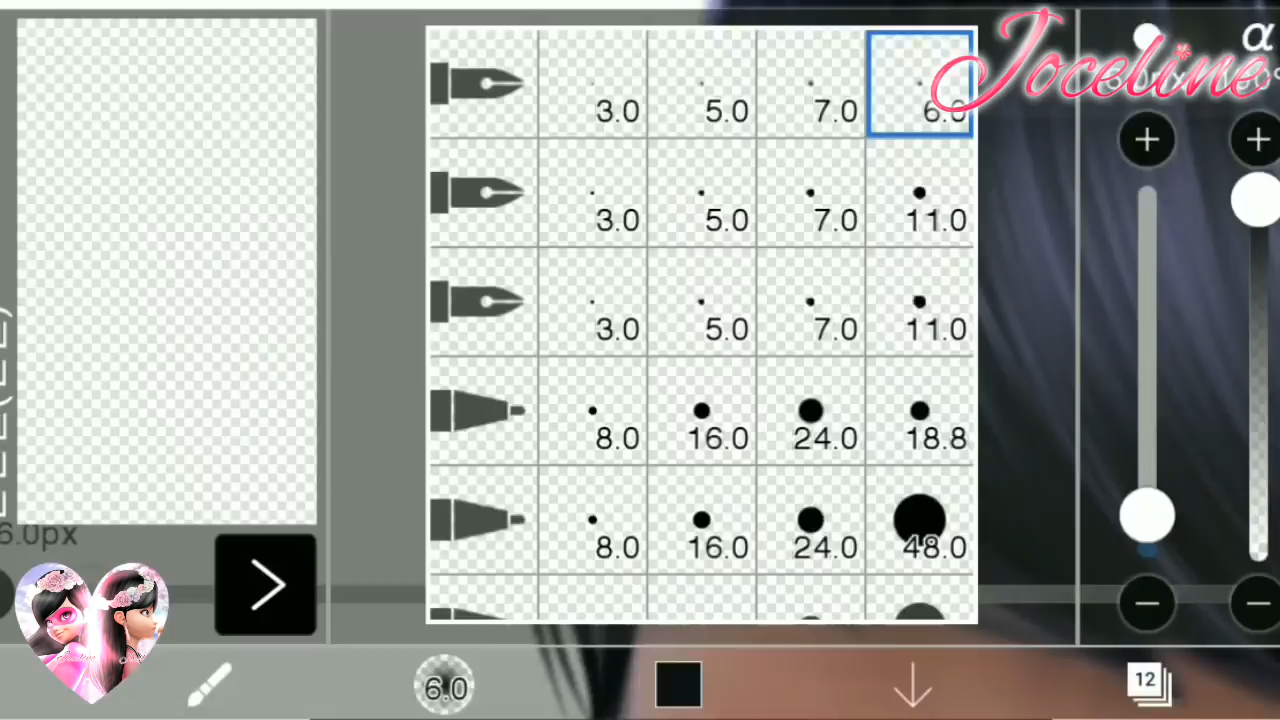 Joceline
α
3.0 5.0 7.0 6.0
3.0 5.0 7.0 11.0
3.0 5.0 7.0 11.0
8.0 16.0 24.0 18.8
8.0 16.0 24.0 48.0
6.0px
6.0
12